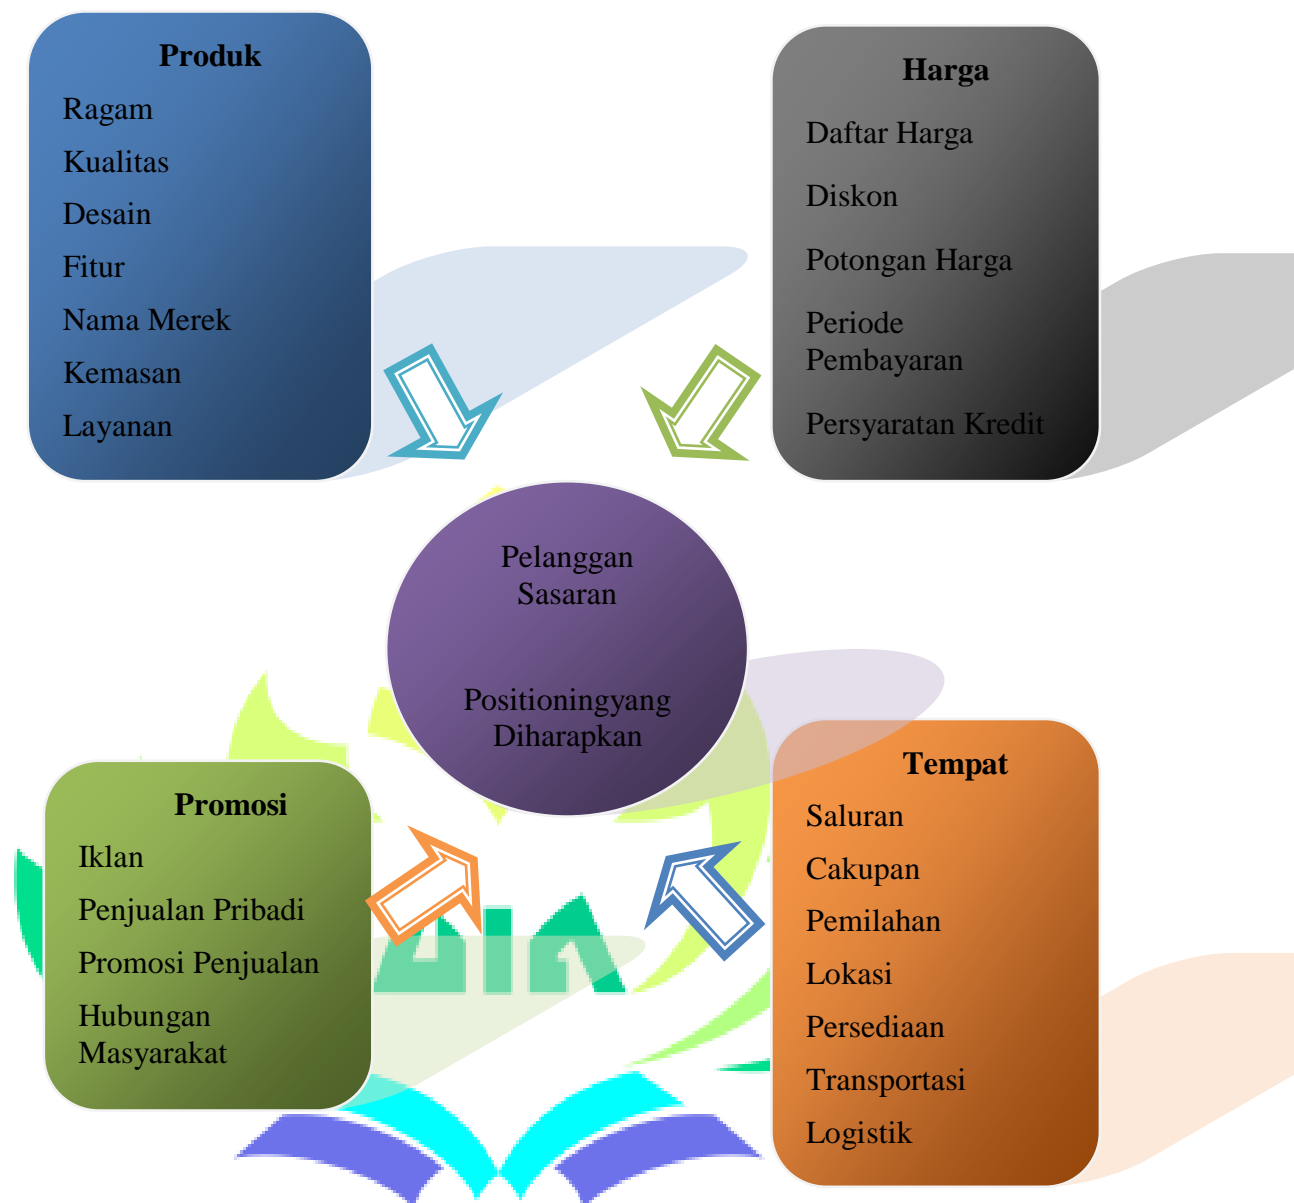 Produk
Ragam
Kualitas
Desain
Fitur
Nama Merek
Kemasan
Layanan
Harga
Daftar Harga
Diskon
Potongan Harga
Periode
Pembayaran
Persyaratan Kredit
Pelanggan
Sasaran
Positioningyang
Diharapkan
Promosi
Iklan
Penjualan Pribadi
Promosi Penjualan
Hubungan
Masyarakat
Tempat
Saluran
Cakupan
Pemilahan
Lokasi
Persediaan
Transportasi
Logistik